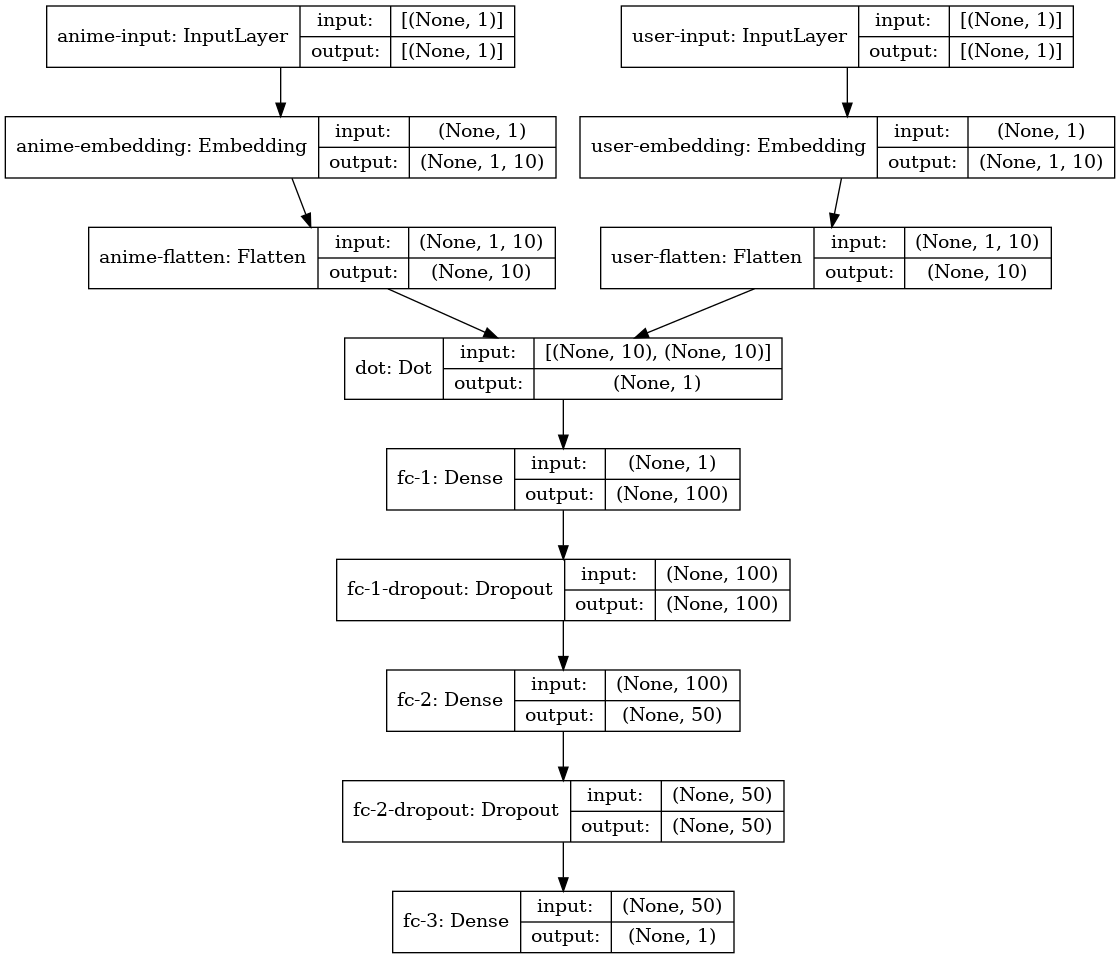 anime-input: InputLayer
input: [(None, 1)]
output: [(None, 1)]
user-input: InputLayer
input: [(None, 1)]
output: [(None, 1)]
anime-embedding: Embedding
input: (None, 1)
output: (None, 1, 10)
user-embedding: Embedding
input: (None, 1)
output: (None, 1, 10)
anime-flatten: Flatten
input: (None, 1, 10)
output: (None, 10)
user-flatten: Flatten
input: (None, 1, 10)
output: (None, 10)
dot: Dot
input: [(None, 10), (None, 10)]
output: (None, 1)
fc-1: Dense
input: (None, 1)
output: (None, 100)
fc-1-dropout: Dropout
input: (None, 100)
output: (None, 100)
fc-2: Dense
input: (None, 100)
output: (None, 50)
fc-2-dropout: Dropout
input: (None, 50)
output: (None, 50)
fc-3: Dense
input: (None, 50)
output: (None, 1)